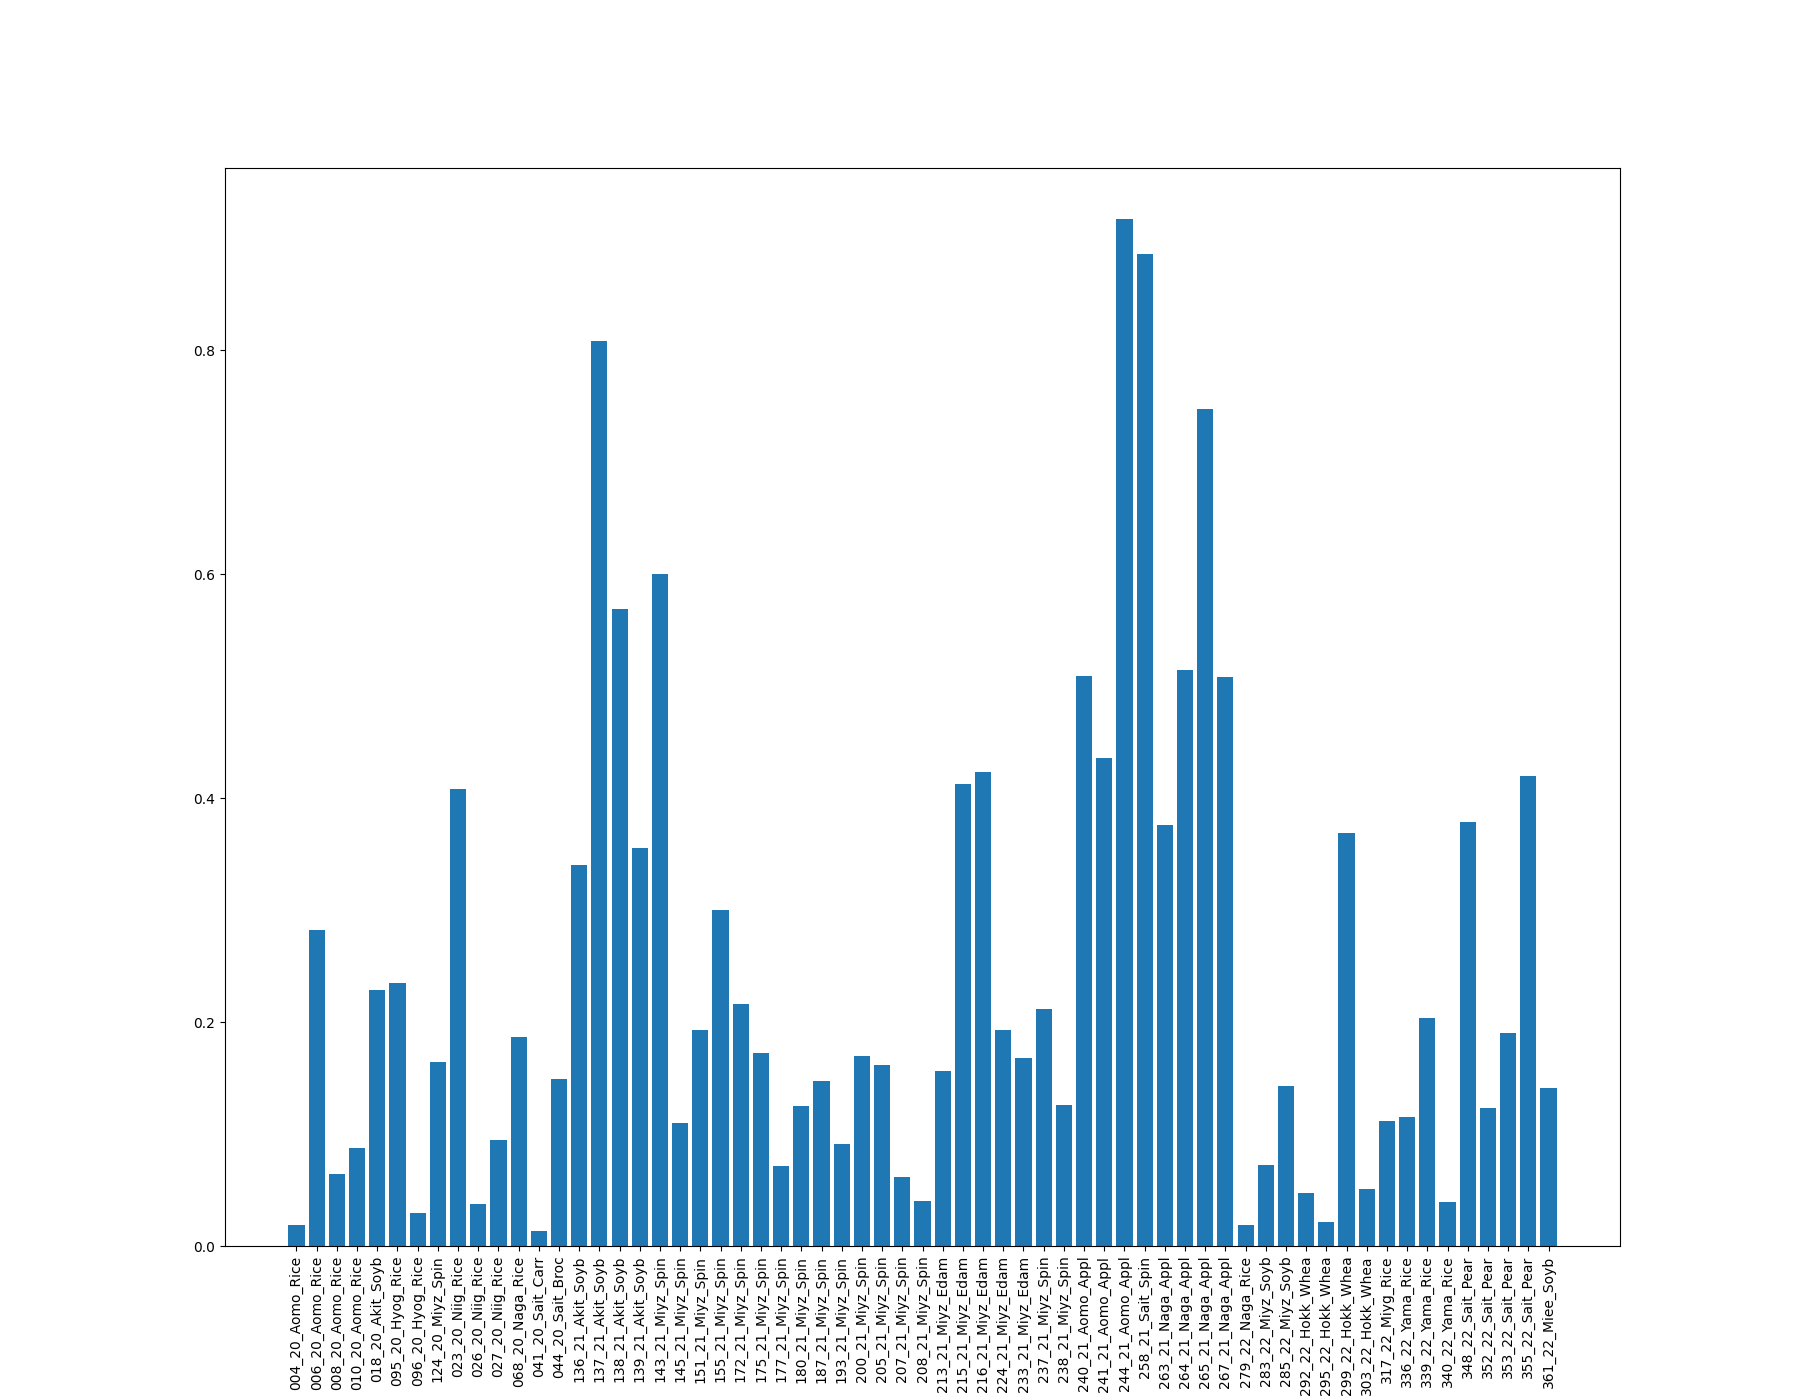 0.8
0.6
0.4
0.2
0.0
004_20_Aomo_Rice
006_20_Aomo_Rice
008_20_Aomo_Rice
010_20_Aomo_Rice
018_20_Akit_Soyb
095_20_Hyog_Rice
096_20_Hyog_Rice
124_20_Miyz_Spin
023_20_Niig_Rice
026_20_Niig_Rice
027_20_Niig_Rice
068_20_Naga_Rice
041_20_Sait_Carr
044_20_Sait_Broc
136_21_Akit_Soyb
137_21_Akit_Soyb
138_21_Akit_Soyb
139_21_Akit_Soyb
143_21_Miyz_Spin
145_21_Miyz_Spin
151_21_Miyz_Spin
155_21_Miyz_Spin
172_21_Miyz_Spin
175_21_Miyz_Spin
177_21_Miyz_Spin
180_21_Miyz_Spin
187_21_Miyz_Spin
193_21_Miyz_Spin
200_21_Miyz_Spin
205_21_Miyz_Spin
207_21_Miyz_Spin
208_21_Miyz_Spin
213_21_Miyz_Edam
215_21_Miyz_Edam
216_21_Miyz_Edam
224_21_Miyz_Edam
233_21_Miyz_Edam
237_21_Miyz_Spin
238_21_Miyz_Spin
240_21_Aomo_Appl
241_21_Aomo_Appl
244_21_Aomo_Appl
258_21_Sait_Spin
263_21_Naga_Appl
264_21_Naga_Appl
265_21_Naga_Appl
267_21_Naga_Appl
279_22_Naga_Rice
283_22_Miyz_Soyb
285_22_Miyz_Soyb
292_22_Hokk_Whea
295_22_Hokk_Whea
299_22_Hokk_Whea
303_22_Hokk_Whea
317_22_Miyg_Rice
336_22_Yama_Rice
339_22_Yama_Rice
340_22_Yama_Rice
348_22_Sait_Pear
352_22_Sait_Pear
353_22_Sait_Pear
355_22_Sait_Pear
361_22_Miee_Soyb